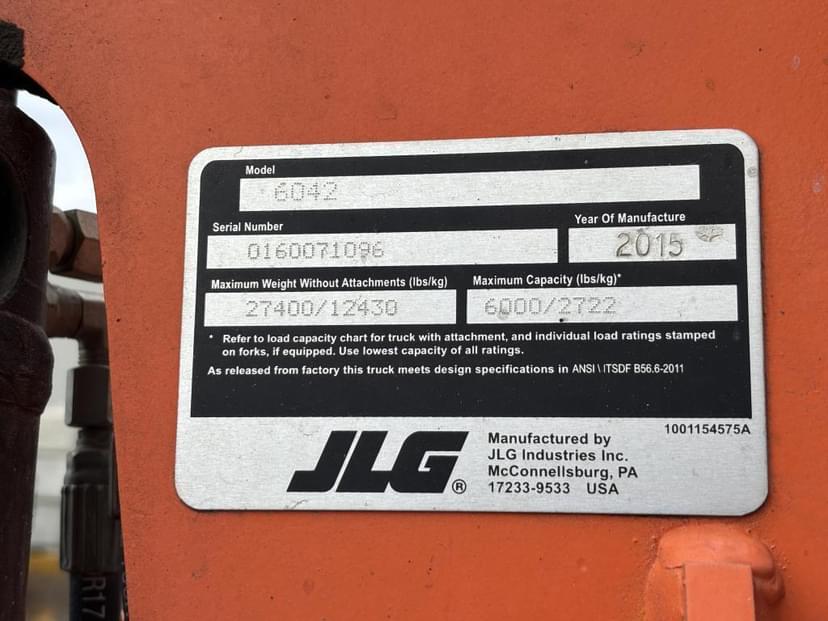 Model
6042
Serial Number
0160071096
Year Of Manufacture
2015
Maximum Weight Without Attachments (lbs/kg)
27400/12430
Maximum Capacity (lbs/kg)*
6000/2722
* Refer to load capacity chart for truck with attachment, and individual load ratings stamped
on forks, if equipped. Use lowest capacity of all ratings.
As released from factory this truck meets design specifications in ANSI \ ITSDF B56.6-2011
1001154575A
JLG®
Manufactured by
JLG Industries Inc.
McConnellsburg, PA
17233-9533 USA
R17